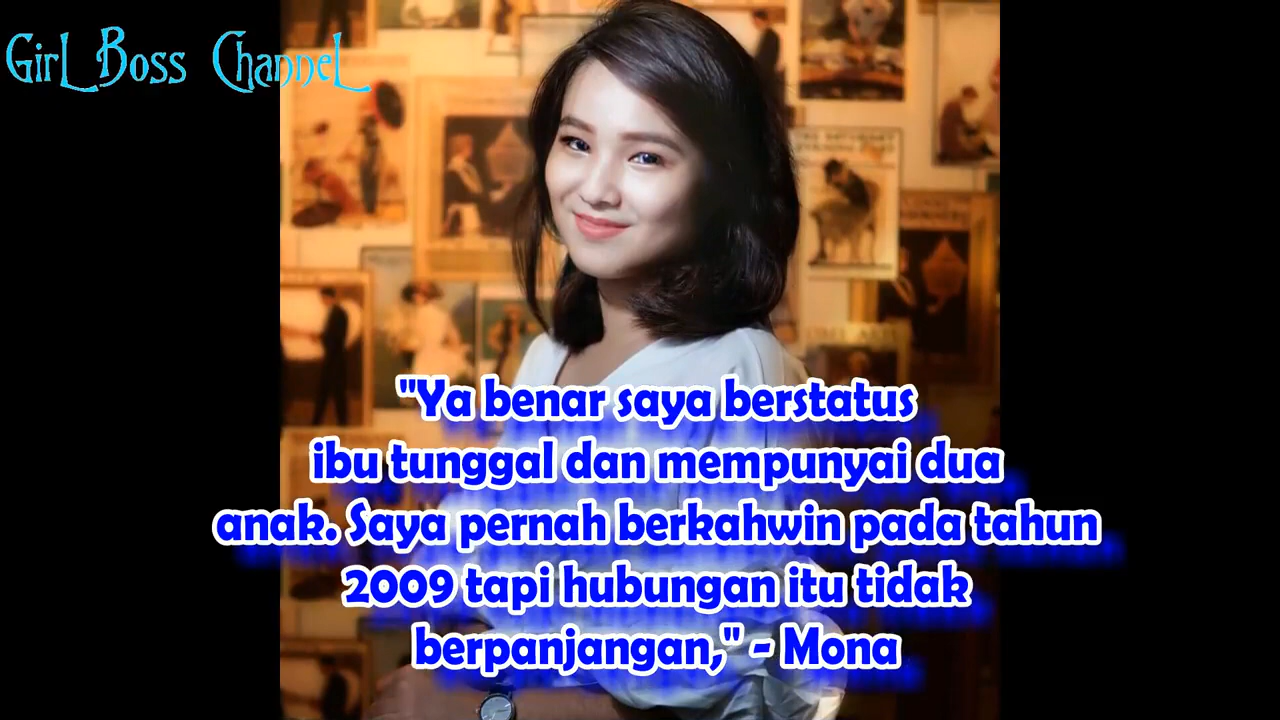 GirL Boss ChanneL
"Ya benar saya berstatus
ibu tunggal dan mempunyai dua
anak. Saya pernah berkahwin pada tahun
2009 tapi hubungan itu tidak
berpanjangan," - Mona